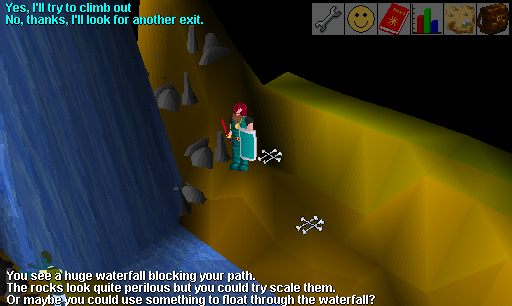 Yes, I'll try to climb out
No, thanks, I'll look for another exit.
You see a huge waterfall blocking your path.
The rocks look quite perilous but you could try scale them.
Or maybe you could use something to float through the waterfall?